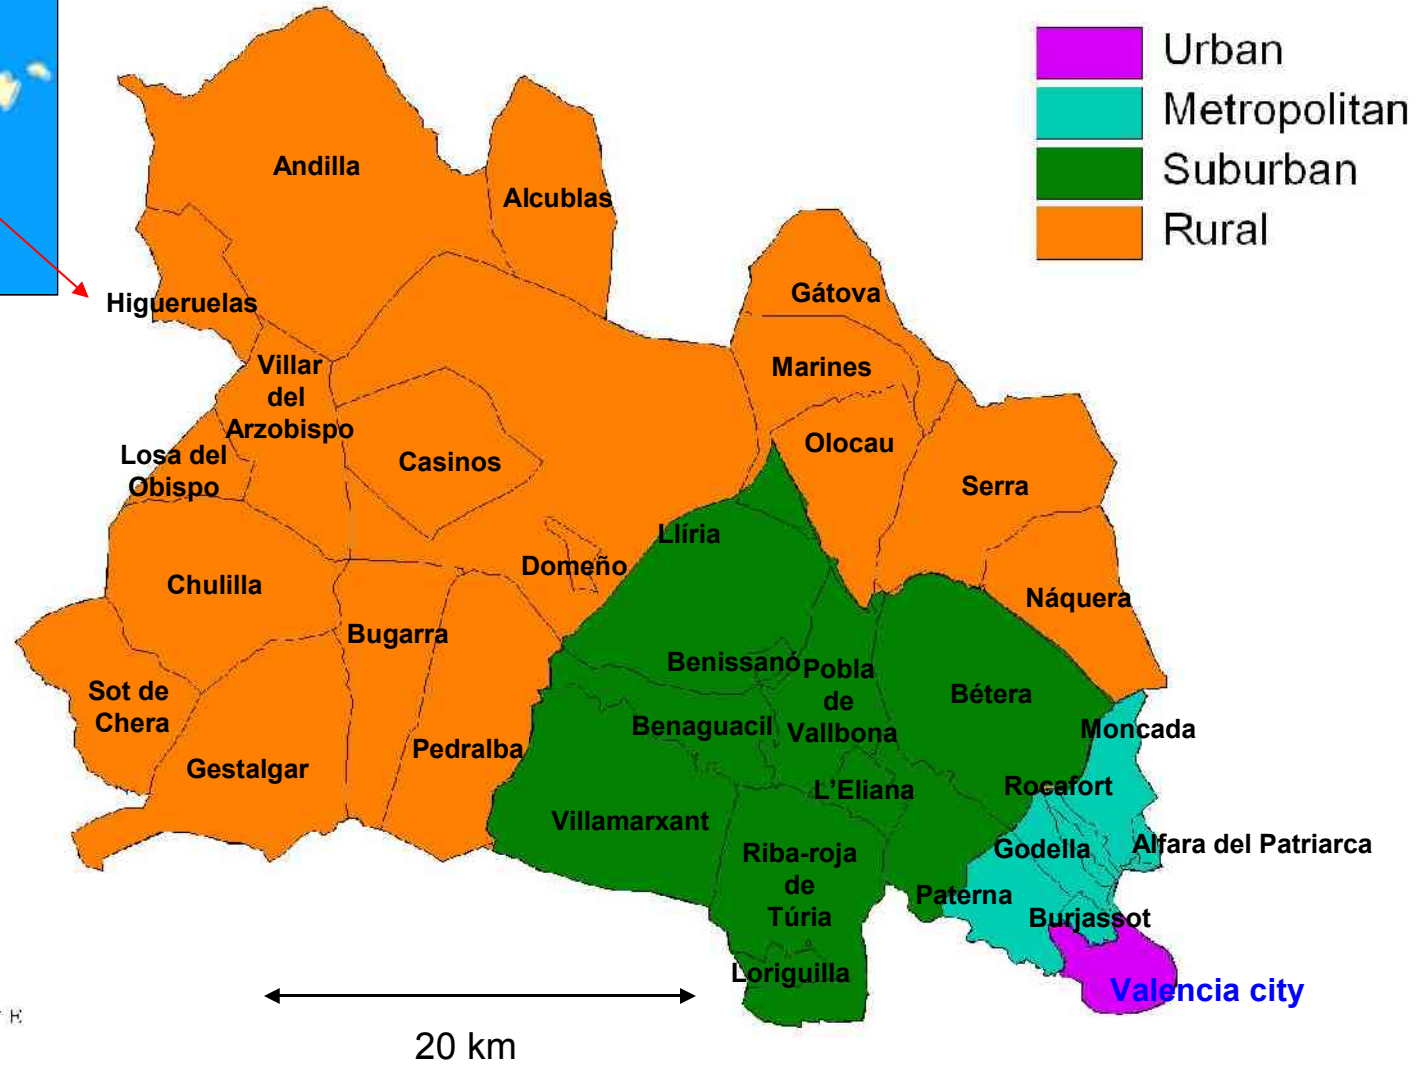 Urban
Metropolitan
Suburban
Rural
Andilla
Alcublas
Gátova
Higueruelas
Villar
del
Arzobispo
Marines
Losa del
Obispo
Casinos
Olocau
Serra
Llíria
Domeño
Chulilla
Náquera
Bugarra
Benissanó
Pobla
de
Vallbona
Sot de
Chera
Bétera
Benaguacil
Moncada
Pedralba
Gestalgar
L'Eliana
Rocafort
Villamarxant
Godella
Alfara del Patriarca
Riba-roja
de
Túria
Paterna
Burjassot
Loriguilla
Valencia city
E
20 km